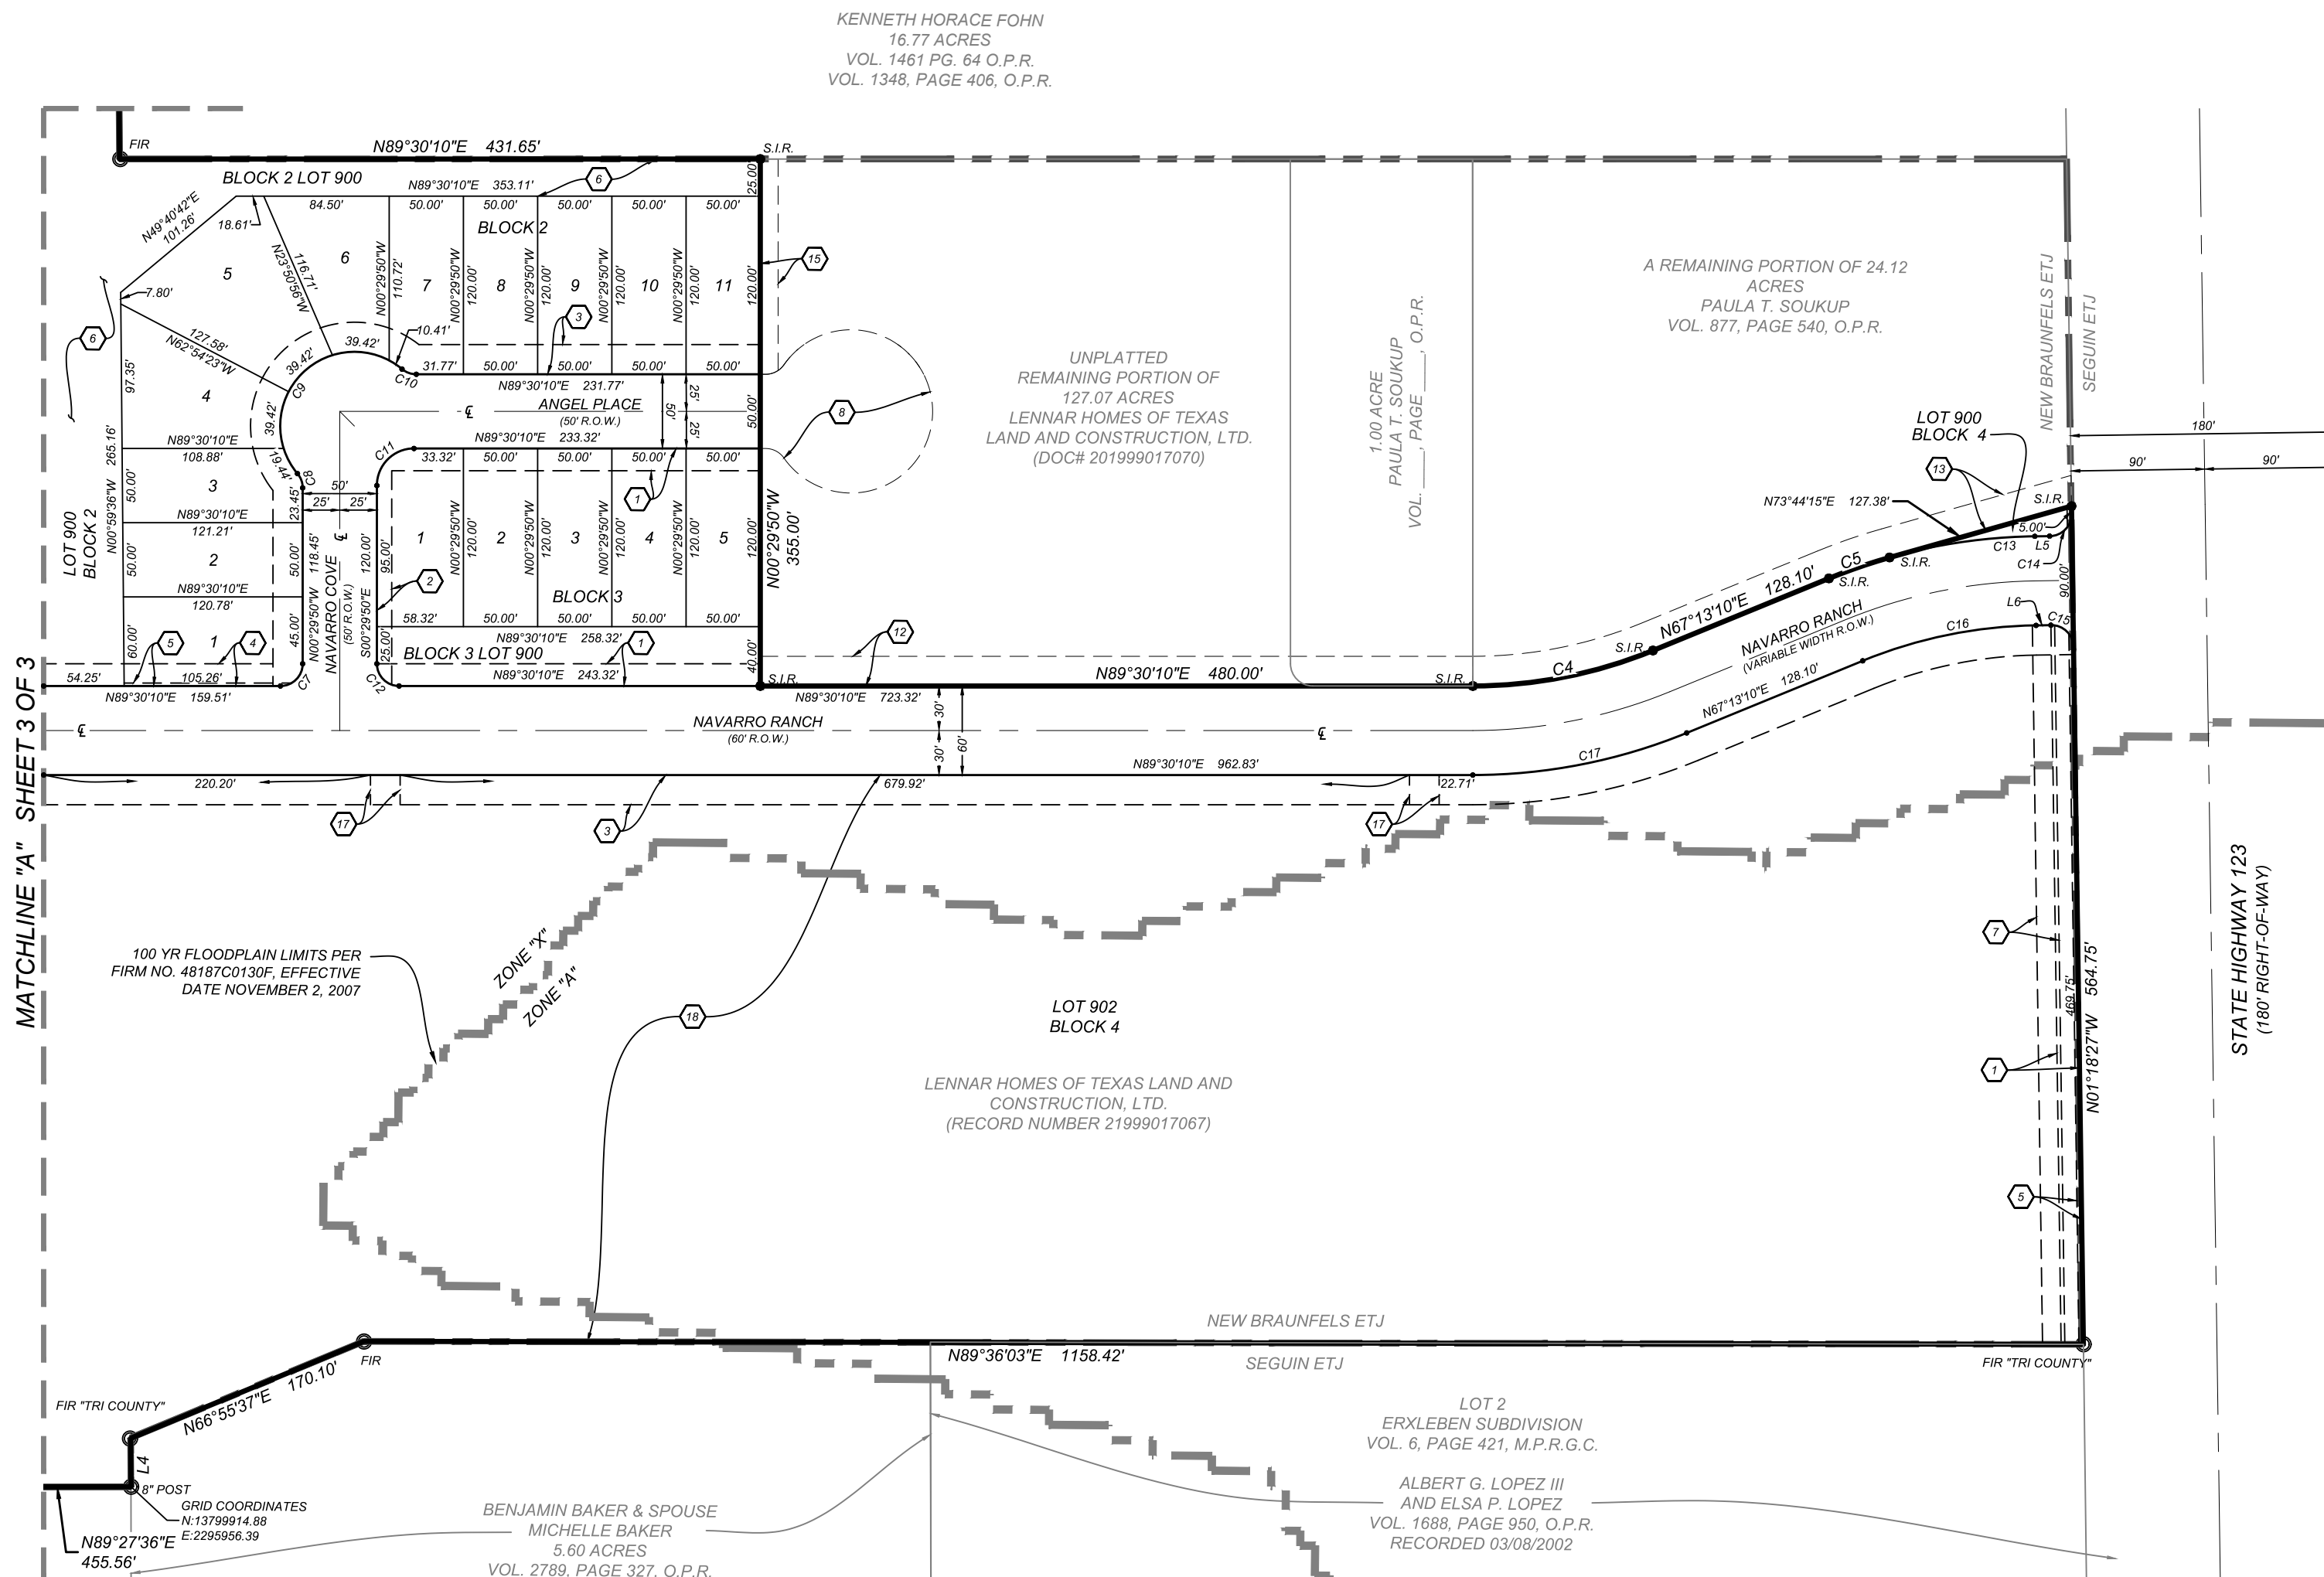 KENNETH HORACE FOHN
16.77 ACRES
VOL. 1461 PG. 64 O.P.R.
VOL. 1348, PAGE 406, O.P.R.
FIR
N89°30'10"E 431.65'
S.I.R.
BLOCK 2 LOT 900
N89°30'10"E 353.11'
6
25.00'
18.61'
84.50'
50.00'
50.00'
50.00'
50.00'
50.00'
BLOCK 2
N49°40'42"E
101.26'
5
6
7
8
9
10
11
N23°50'56"W
116.71'
N00°29'50"W
110.72'
N00°29'50"W
120.00'
N00°29'50"W
120.00'
N00°29'50"W
120.00'
N00°29'50"W
120.00'
120.00'
15
7.80'
6
127.58'
N62°54'23"W
3
10.41'
39.42'
39.42'
39.42'
19.44'
C9
C10
31.77'
50.00'
50.00'
50.00'
50.00'
N89°30'10"E 231.77'
97.35'
4
ANGEL PLACE
(50' R.O.W.)
℄
50'
25'
25'
50.00'
8
N89°30'10"E 233.32'
C11
33.32'
50.00'
50.00'
50.00'
50.00'
N89°30'10"E
108.88'
C8
50'
25'
25'
1
3
23.45'
N00°59'36"W 265.16'
50.00'
LOT 900
BLOCK 2
N89°30'10"E
121.21'
2
50.00'
50.00'
N89°30'10"E
120.78'
1
60.00'
45.00'
N00°29'50"W 118.45'
NAVARRO COVE
(50' R.O.W.)
℄
S00°29'50"E 120.00'
95.00'
25.00'
2
1
2
3
4
5
N00°29'50"W
120.00'
N00°29'50"W
120.00'
N00°29'50"W
120.00'
N00°29'50"W
120.00'
120.00'
N00°29'50"W
355.00'
BLOCK 3
58.32'
50.00'
50.00'
50.00'
50.00'
N89°30'10"E 258.32'
1
BLOCK 3 LOT 900
N89°30'10"E 243.32'
40.00'
5
4
54.25'
105.26'
N89°30'10"E 159.51'
C7
C12
S.I.R.
UNPLATTED
REMAINING PORTION OF
127.07 ACRES
LENNAR HOMES OF TEXAS
LAND AND CONSTRUCTION, LTD.
(DOC# 201999017070)
1.00 ACRE
PAULA T. SOUKUP
VOL. ____, PAGE ____, O.P.R.
A REMAINING PORTION OF 24.12
ACRES
PAULA T. SOUKUP
VOL. 877, PAGE 540, O.P.R.
NEW BRAUNFELS ETJ
SEGUIN ETJ
LOT 900
BLOCK 4
13
180'
90'
90'
N73°44'15"E 127.38'
S.I.R.
5.00'
C13
L5
C14
C5
S.I.R.
S.I.R.
90.00'
N67°13'10"E 128.10'
L6
C15
C16
NAVARRO RANCH
(VARIABLE WIDTH R.O.W.)
S.I.R.
C4
12
N89°30'10"E 480.00'
S.I.R.
N89°30'10"E 723.32'
N67°13'10"E 128.10'
C17
MATCHLINE "A" SHEET 3 OF 3
℄
NAVARRO RANCH
(60' R.O.W.)
30'
30'
60'
℄
N89°30'10"E 962.83'
220.20'
679.92'
22.71'
17
3
17
100 YR FLOODPLAIN LIMITS PER
FIRM NO. 48187C0130F, EFFECTIVE
DATE NOVEMBER 2, 2007
ZONE "X"
ZONE "A"
18
LOT 902
BLOCK 4
LENNAR HOMES OF TEXAS LAND AND
CONSTRUCTION, LTD.
(RECORD NUMBER 21999017067)
7
1
5
469.75'
N01°18'27"W 564.75'
STATE HIGHWAY 123
(180' RIGHT-OF-WAY)
NEW BRAUNFELS ETJ
N89°36'03"E 1158.42'
SEGUIN ETJ
FIR "TRI COUNTY"
FIR
N66°55'37"E 170.10'
FIR "TRI COUNTY"
L4
8" POST
GRID COORDINATES
N:13799914.88
E:2295956.39
N89°27'36"E
455.56'
BENJAMIN BAKER & SPOUSE
MICHELLE BAKER
5.60 ACRES
VOL. 2789, PAGE 327, O.P.R.
LOT 2
ERXLEBEN SUBDIVISION
VOL. 6, PAGE 421, M.P.R.G.C.
ALBERT G. LOPEZ III
AND ELSA P. LOPEZ
VOL. 1688, PAGE 950, O.P.R.
RECORDED 03/08/2002